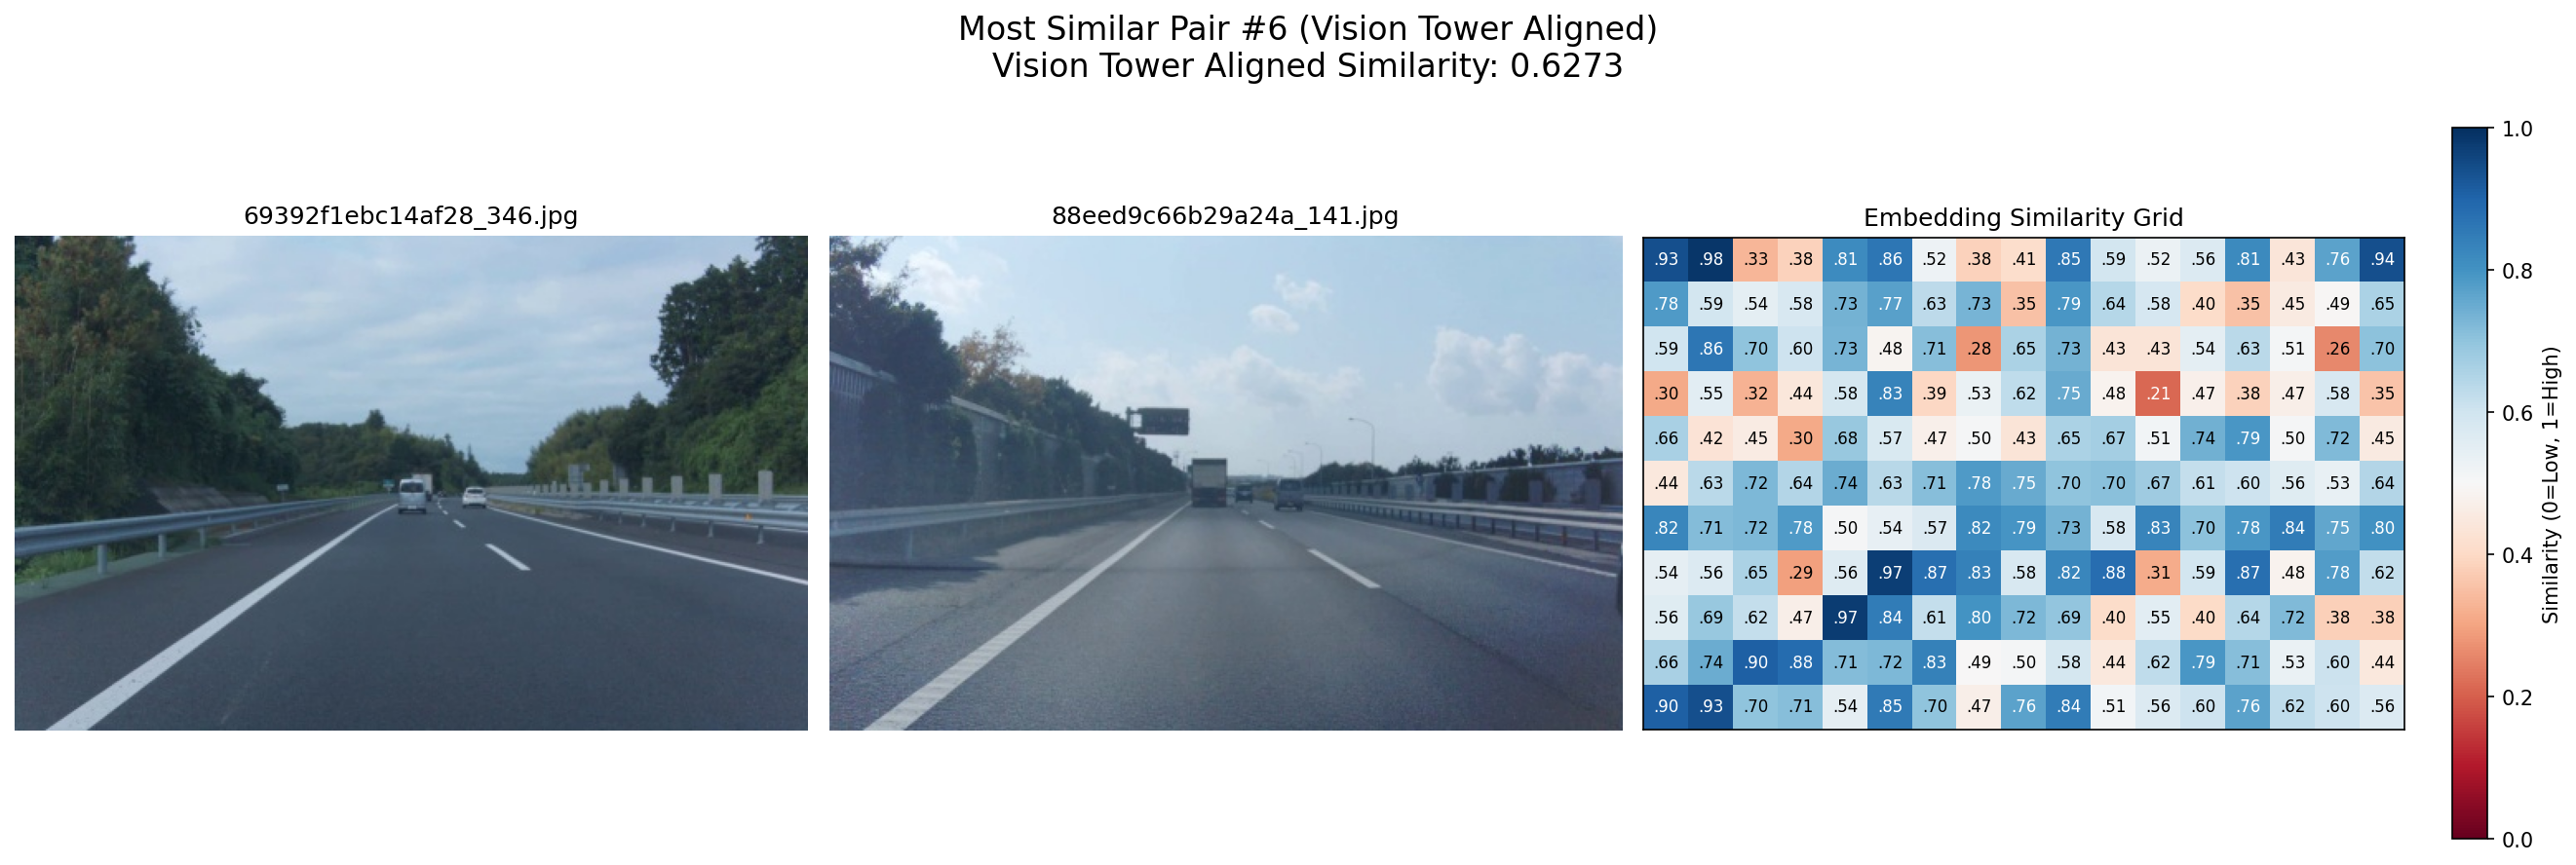 Most Similar Pair #6 (Vision Tower Aligned)
Vision Tower Aligned Similarity: 0.6273
69392f1ebc14af28_346.jpg
88eed9c66b29a24a_141.jpg
Embedding Similarity Grid
.93 .98 .33 .38 .81 .86 .52 .38 .41 .85 .59 .52 .56 .81 .43 .76 .94
.78 .59 .54 .58 .73 .77 .63 .73 .35 .79 .64 .58 .40 .35 .45 .49 .65
.59 .86 .70 .60 .73 .48 .71 .28 .65 .73 .43 .43 .54 .63 .51 .26 .70
.30 .55 .32 .44 .58 .83 .39 .53 .62 .75 .48 .21 .47 .38 .47 .58 .35
.66 .42 .45 .30 .68 .57 .47 .50 .43 .65 .67 .51 .74 .79 .50 .72 .45
.44 .63 .72 .64 .74 .63 .71 .78 .75 .70 .70 .67 .61 .60 .56 .53 .64
.82 .71 .72 .78 .50 .54 .57 .82 .79 .73 .58 .83 .70 .78 .84 .75 .80
.54 .56 .65 .29 .56 .97 .87 .83 .58 .82 .88 .31 .59 .87 .48 .78 .62
.56 .69 .62 .47 .97 .84 .61 .80 .72 .69 .40 .55 .40 .64 .72 .38 .38
.66 .74 .90 .88 .71 .72 .83 .49 .50 .58 .44 .62 .79 .71 .53 .60 .44
.90 .93 .70 .71 .54 .85 .70 .47 .76 .84 .51 .56 .60 .76 .62 .60 .56
1.0
0.8
0.6
0.4
0.2
0.0
Similarity (0=Low, 1=High)